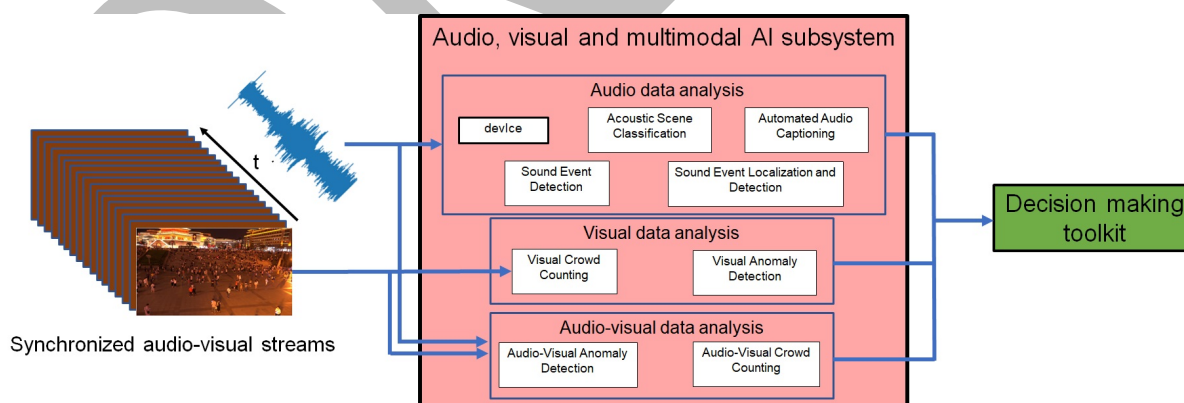 Audio, visual and multimodal AI subsystem
Audio data analysis
devIce
Acoustic Scene
Classification
Automated Audio
Captioning
Sound Event
Detection
Sound Event Localization and
Detection
t
Visual data analysis
Visual Crowd
Counting
Visual Anomaly
Detection
Audio-visual data analysis
Audio-Visual Anomaly
Detection
Audio-Visual Crowd
Counting
Synchronized audio-visual streams
Decision making
toolkit